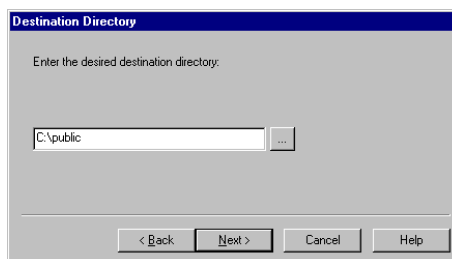 Destination Directory
Enter the desired destination directory:
C:\public
...
< Back
Next >
Cancel
Help